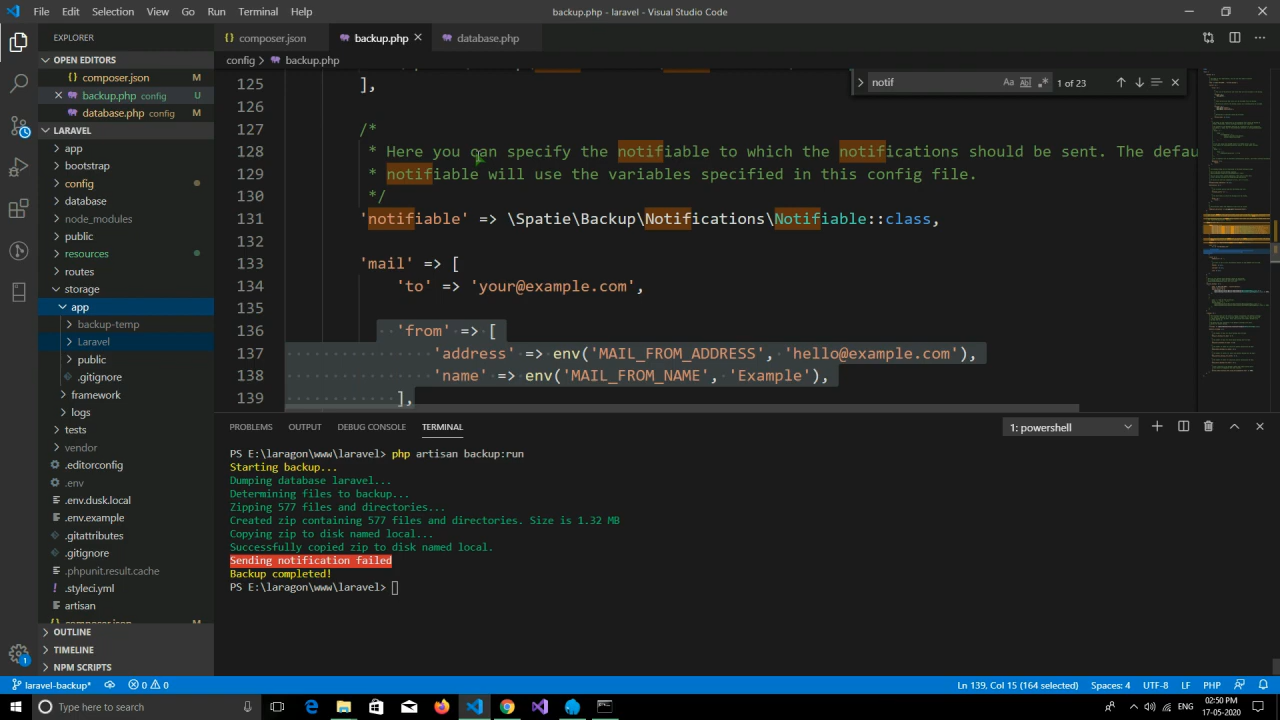 File Edit Selection View Go Run Terminal Help
backup.php - laravel - Visual Studio Code
EXPLORER
OPEN EDITORS
composer.json M
backup.php config U
database.php config M
LARAVEL
app
bootstrap
config
database
node_modules
public
resources
routes
storage
app
backup-temp
Laravel
public
.gitignore
framework
logs
tests
vendor
.editorconfig
.env
.env.dusk.local
.env.example
.gitattributes
.gitignore
.phpunit.result.cache
.styleci.yml
artisan
composer.json
OUTLINE
TIMELINE
NPM SCRIPTS
composer.json backup.php database.php
config > backup.php
notif
Aa
1 of 23
125 ],
126
127 /*
128 * Here you can the notifiable to which the notifications should be sent. The defau
129 * notifiable will use the variables specified in this config file.
130 */
131 'notifiable' => \Spatie\Backup\Notifications\Notifiable::class,
132
133 'mail' => [
134 'to' => 'your@example.com',
135
136 'from' => [
137 'address' => env('MAIL_FROM_ADDRESS', 'hello@example.com'),
138 'name' => env('MAIL_FROM_NAME', 'Example'),
139 ],
PROBLEMS OUTPUT DEBUG CONSOLE TERMINAL
1: powershell
PS E:\laragon\www\laravel> php artisan backup:run
Starting backup...
Dumping database laravel...
Determining files to backup...
Zipping 577 files and directories...
Created zip containing 577 files and directories. Size is 1.32 MB
Copying zip to disk named local...
Successfully copied zip to disk named local.
Sending notification failed
Backup completed!
PS E:\laragon\www\laravel>
laravel-backup* 0 0
Ln 139, Col 15 (164 selected) Spaces: 4 UTF-8 LF PHP
Type here to search
ENG
02:50 PM
17-05-2020